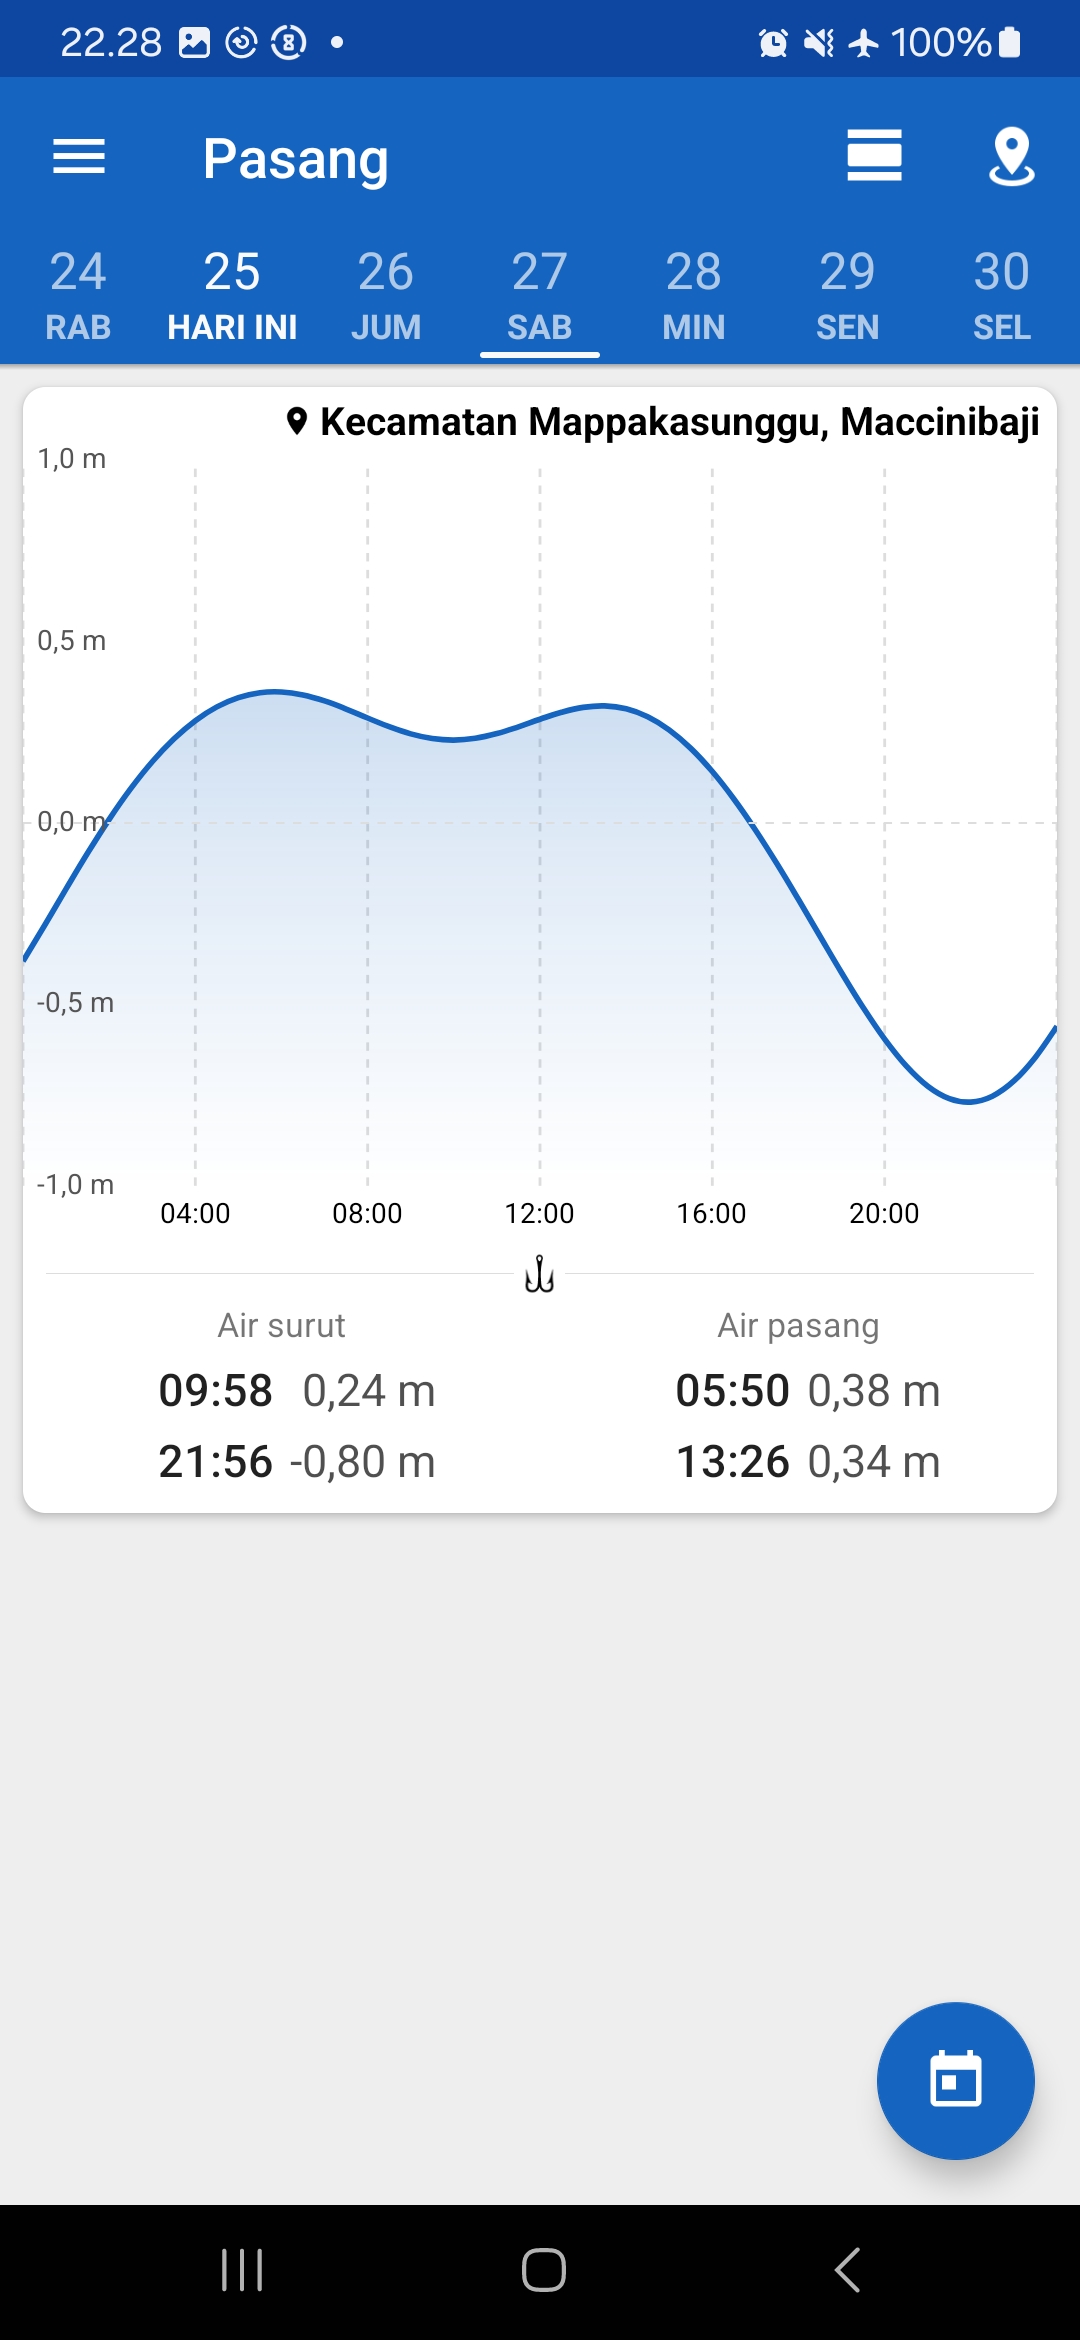 22.28 100%
Pasang
24 25 26 27 28 29 30
RAB HARI INI JUM SAB MIN SEN SEL
Kecamatan Mappakasunggu, Maccinibaji
1,0 m
0,5 m
0,0 m
-0,5 m
-1,0 m
04:00 08:00 12:00 16:00 20:00
Air surut Air pasang
09:58 0,24 m 05:50 0,38 m
21:56 -0,80 m 13:26 0,34 m